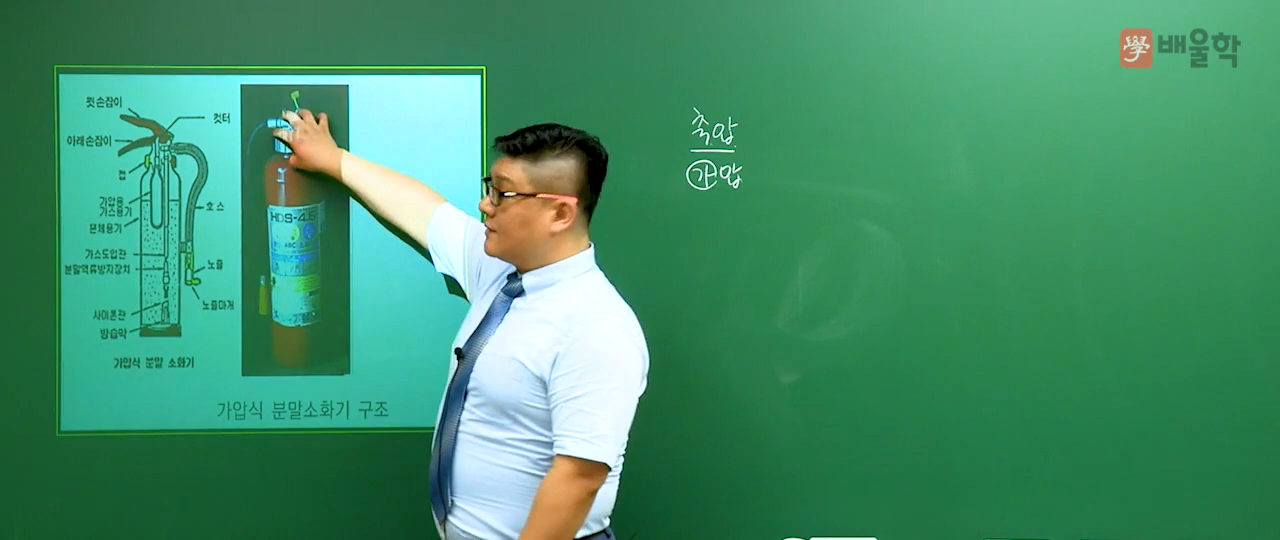 學 배울학
축압
가압
윗손잡이
컷터
아래손잡이
캡
가압용
가스용기
호스
분체용기
가스도입관
분말역류방지장치
노즐
노즐마개
사이폰관
방습막
가압식 분말 소화기
HDS-4.5
ABC
가압식 분말소화기 구조